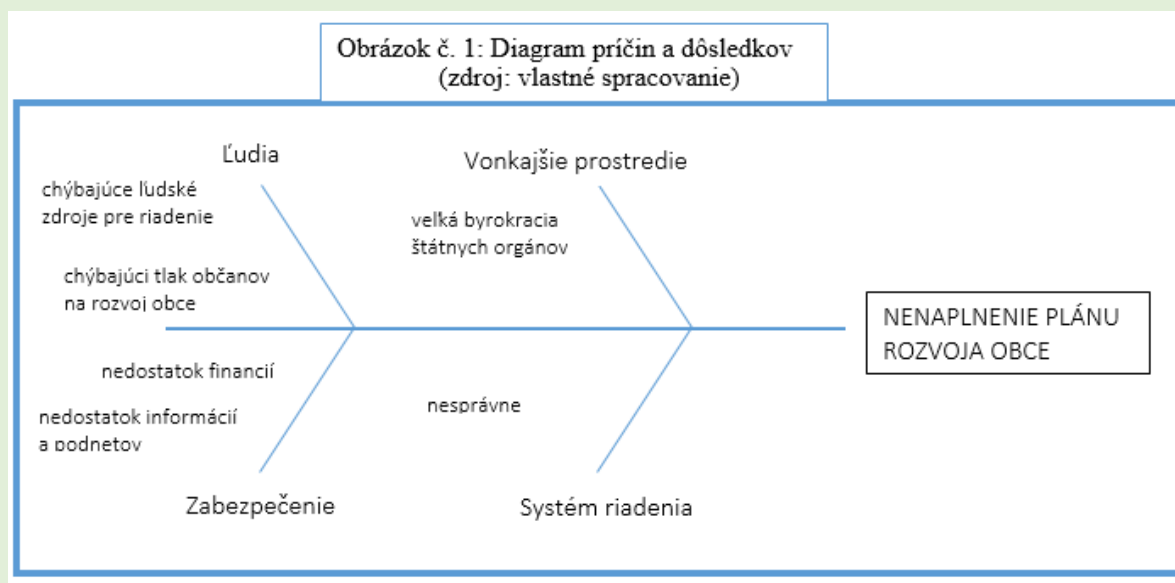 Obrázok č. 1: Diagram príčin a dôsledkov
(zdroj: vlastné spracovanie)
Ľudia
chýbajúce ľudské
zdroje pre riadenie
chýbajúci tlak občanov
na rozvoj obce
Vonkajšie prostredie
veľká byrokracia
štátnych orgánov
NENAPLNENIE PLÁNU
ROZVOJA OBCE
nedostatok financií
nedostatok informácií
a podnetov
Zabezpečenie
nesprávne
Systém riadenia